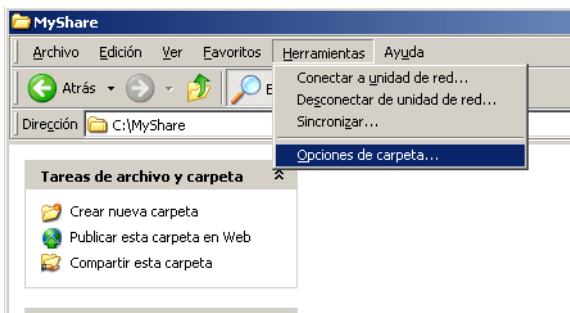 MyShare
Archivo Edición Ver Favoritos Herramientas Ayuda
Atrás
Conectar a unidad de red...
Desconectar de unidad de red...
Sincronizar...
Opciones de carpeta...
Dirección C:\MyShare
Tareas de archivo y carpeta
Crear nueva carpeta
Publicar esta carpeta en Web
Compartir esta carpeta